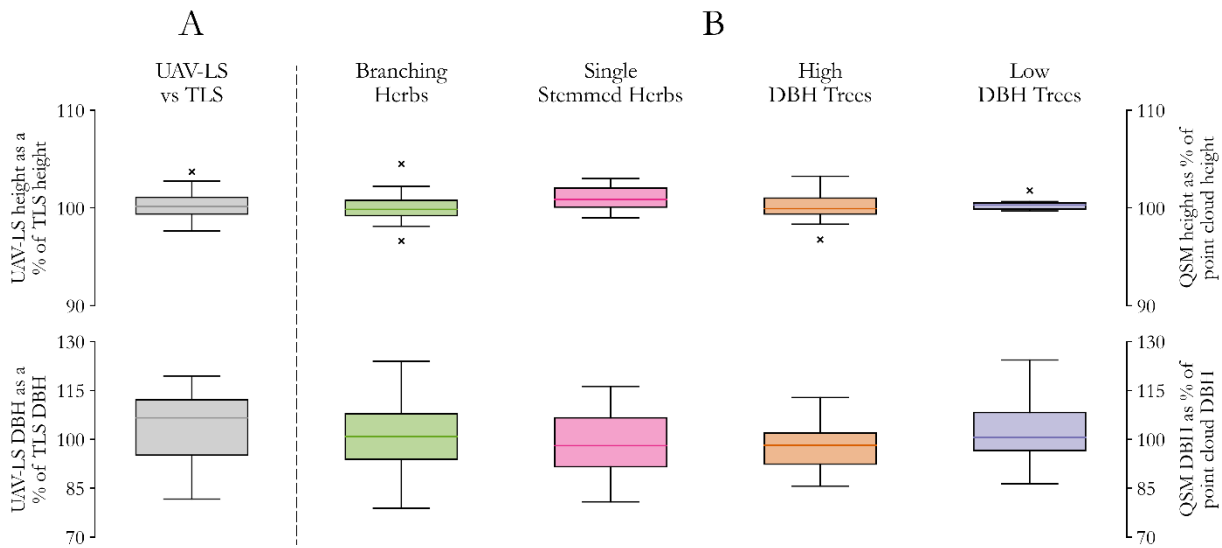 A
B
UAV-LS
vs TLS
Branching
Herbs
Single
Stemmed Herbs
High
DBH Trees
Low
DBH Trees
UAV-LS height as a
% of TLS height
110
100
90
110
100
90
QSM height as % of
point cloud height
UAV-LS DBH as a
% of TLS DBH
130
115
100
85
70
130
115
100
85
70
QSM DBH as % of
point cloud DBH